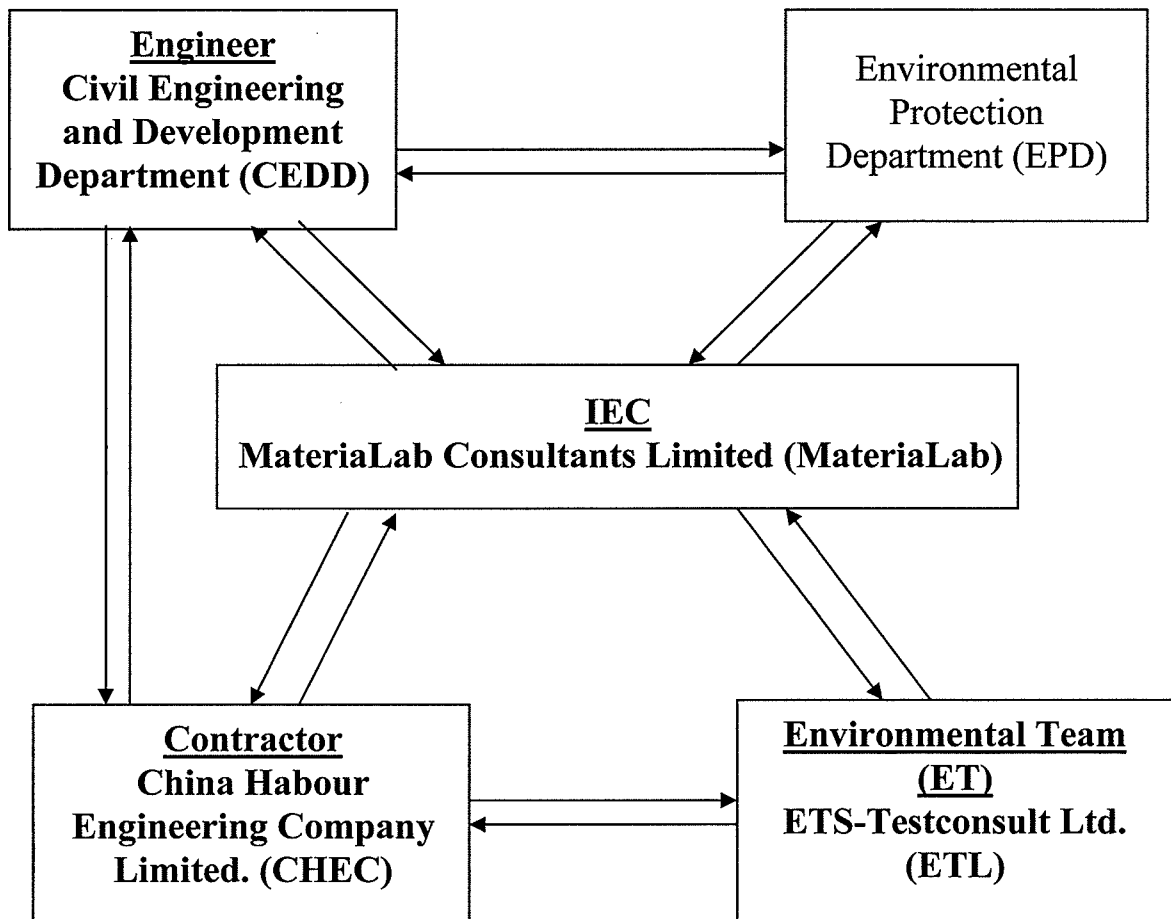 Engineer
Civil Engineering
and Development
Department (CEDD)
Environmental
Protection
Department (EPD)
IEC
MateriaLab Consultants Limited (MateriaLab)
Contractor
China Habour
Engineering Company
Limited. (CHEC)
Environmental Team
(ET)
ETS-Testconsult Ltd.
(ETL)